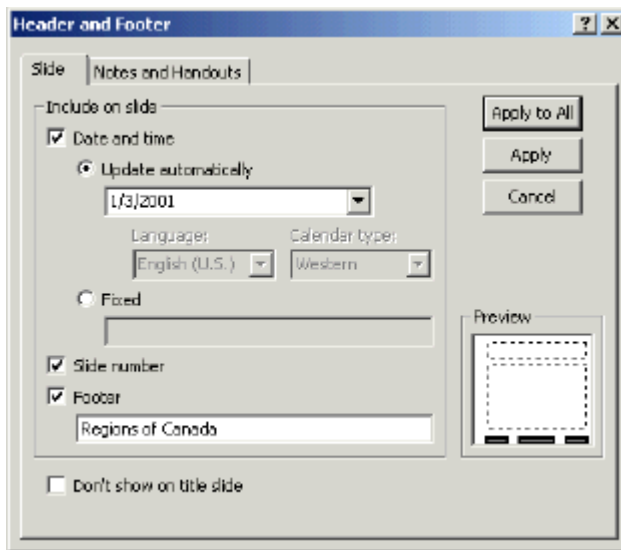 Header and Footer
Slide
Notes and Handouts
Include on slide
Date and time
Update automatically
1/3/2001
Language:
Calendar type:
English (U.S.)
Western
Fixed
Slide number
Footer
Regions of Canada
Don't show on title slide
Apply to All
Apply
Cancel
Preview